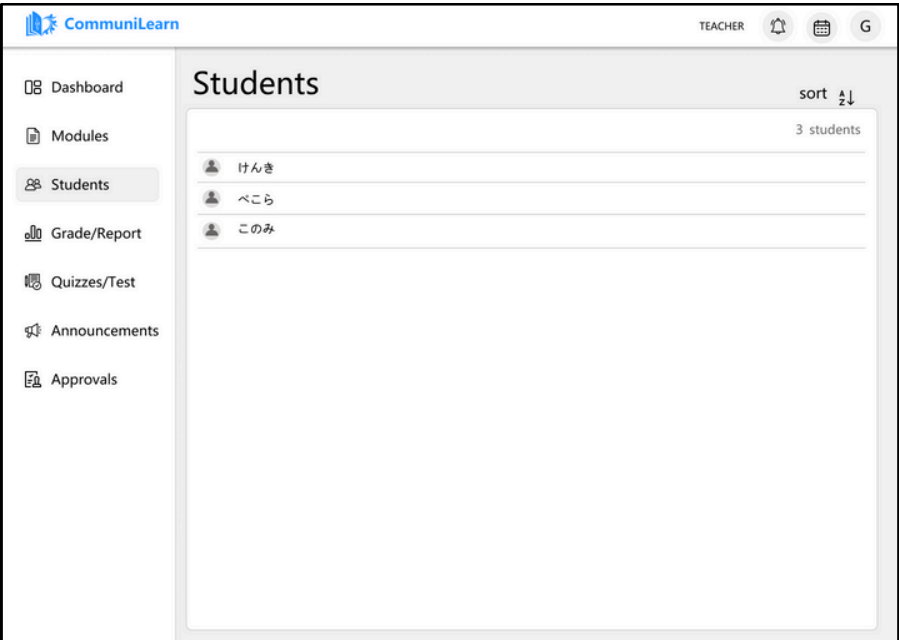 CommuniLearn
TEACHER
G
Dashboard
Modules
Students
Grade/Report
Quizzes/Test
Announcements
Approvals
Students
sort
3 students
けんき
ぺこら
このみ